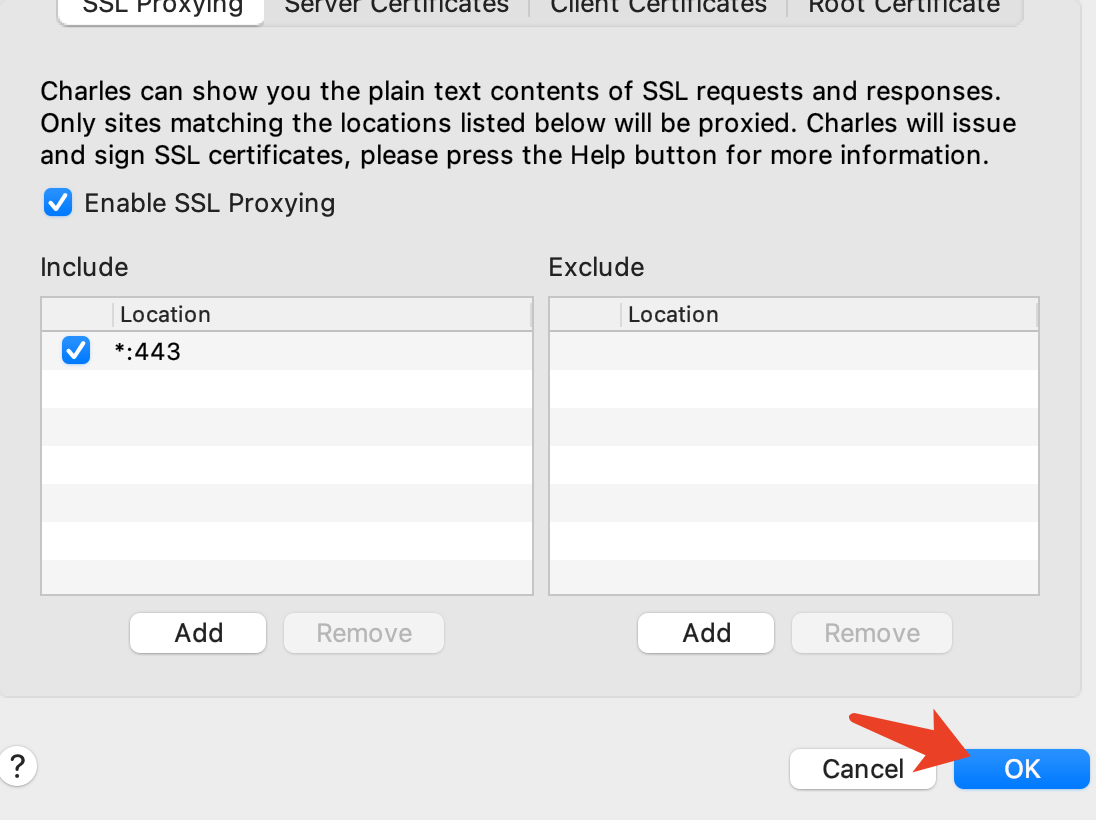 SSL Proxying Server Certificates Client Certificates Root Certificate
Charles can show you the plain text contents of SSL requests and responses.
Only sites matching the locations listed below will be proxied. Charles will issue
and sign SSL certificates, please press the Help button for more information.
Enable SSL Proxying
Include
Location
*:443
Add Remove
Exclude
Location
Add Remove
?
Cancel OK